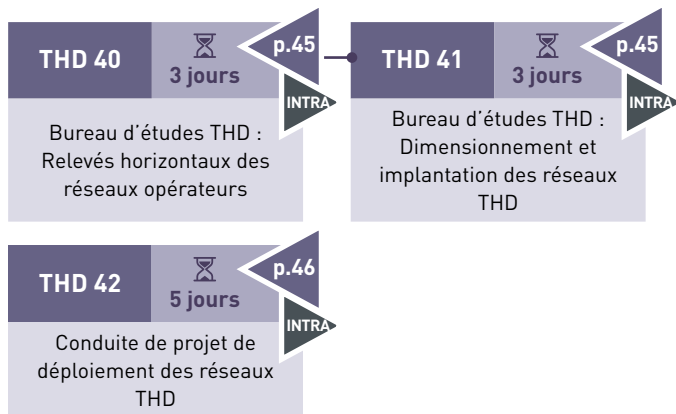 THD 40
3 jours
p.45
INTRA
Bureau d'études THD :
Relevés horizontaux des
réseaux opérateurs
THD 41
3 jours
p.45
INTRA
Bureau d'études THD :
Dimensionnement et
implantation des réseaux
THD
THD 42
5 jours
p.46
INTRA
Conduite de projet de
déploiement des réseaux
THD